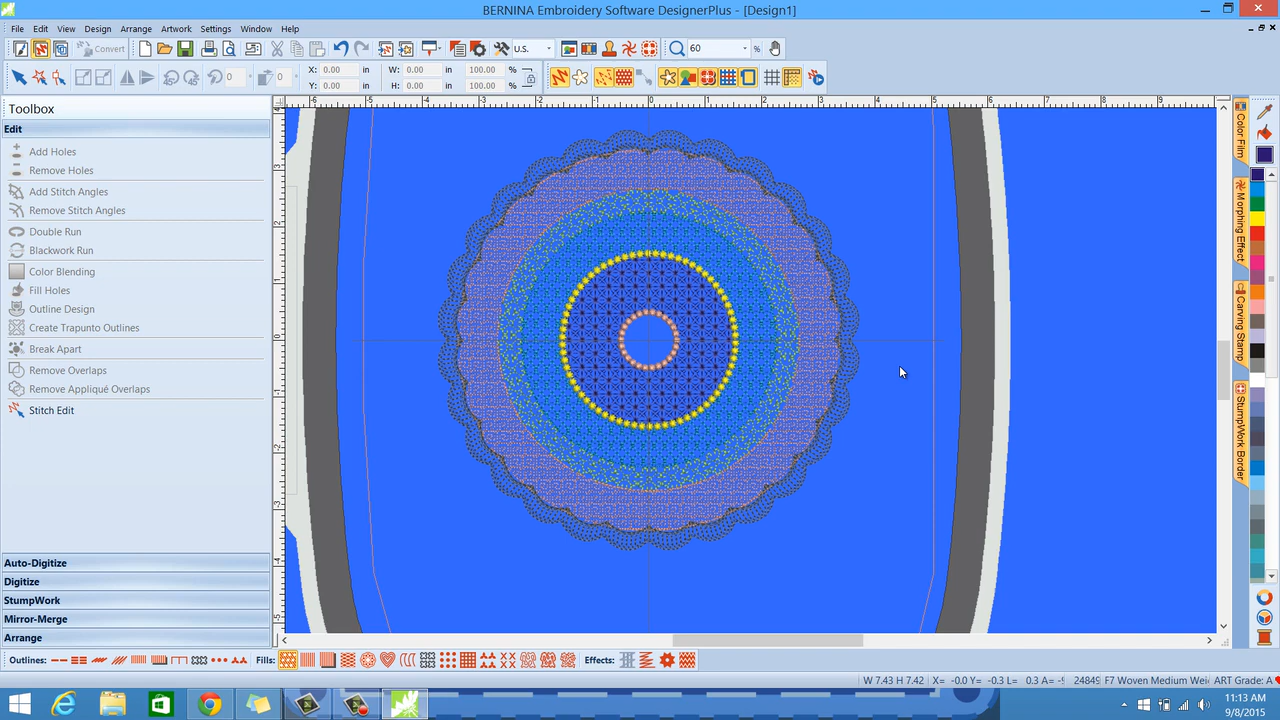 BERNINA Embroidery Software DesignerPlus - [Design1]
File Edit View Design Arrange Artwork Settings Window Help
Convert U.S. 60 %
0 0 X: 0.00 in W: 0.00 in 100.00 %
Y: 0.00 in H: 0.00 in 100.00 %
Toolbox
Edit
Add Holes
Remove Holes
Add Stitch Angles
Remove Stitch Angles
Double Run
Blackwork Run
Color Blending
Fill Holes
Outline Design
Create Trapunto Outlines
Break Apart
Remove Overlaps
Remove Appliqué Overlaps
Stitch Edit
Auto-Digitize
Digitize
StumpWork
Mirror-Merge
Arrange
Color Film
Morphing Effect
Carving Stamp
StumpWork Border
Outlines: Fills: Effects:
W 7.43 H 7.42 X= -0.0 Y= -0.3 L= 0.3 A= 24849 F7 Woven Medium Wei ART Grade: A
11:13 AM
9/8/2015